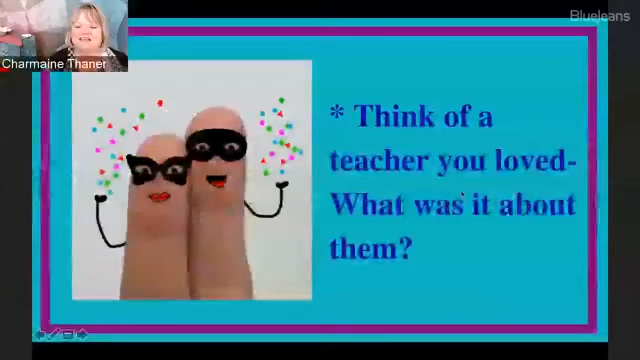 BlueJeans
Charmaine Thaner
* Think of a
teacher you loved-
What was it about
them?